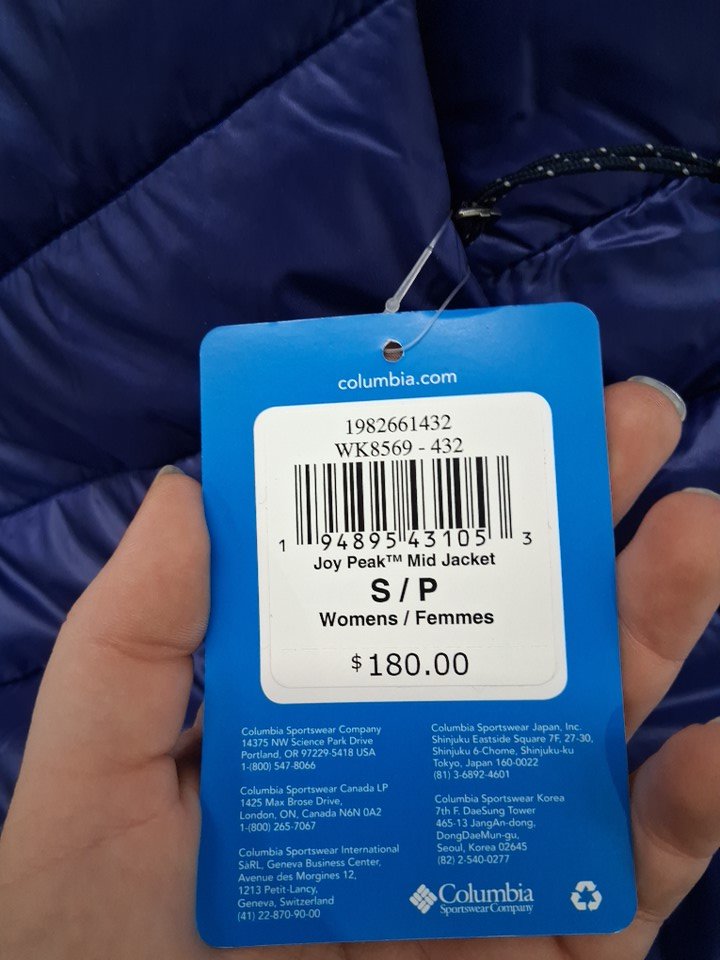 columbia.com
1982661432
WK8569 - 432
1 94895 43105 3
Joy Peak™ Mid Jacket
S / P
Womens / Femmes
$180.00
Columbia Sportswear Company
14375 NW Science Park Drive
Portland, OR 97229-5418 USA
1-(800) 547-8066
Columbia Sportswear Canada LP
1425 Max Brose Drive,
London, ON, Canada N6N 0A2
1-(800) 265-7067
Columbia Sportswear International
SàRL, Geneva Business Center,
Avenue des Morgines 12,
1213 Petit-Lancy,
Geneva, Switzerland
(41) 22-870-90-00
Columbia Sportswear Japan, Inc.
Shinjuku Eastside Square 7F, 27-30,
Shinjuku 6-Chome, Shinjuku-ku
Tokyo, Japan 160-0022
(81) 3-6892-4601
Columbia Sportswear Korea
7th F. DaeSung Tower
465-13 JangAn-dong,
DongDaeMun-gu,
Seoul, Korea 02645
(82) 2-540-0277
Columbia
Sportswear Company